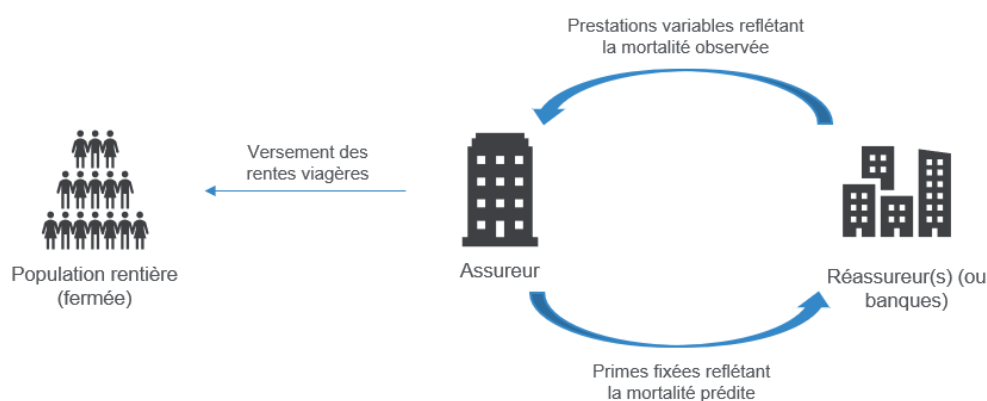 Prestations variables reflétant
la mortalité observée
Versement des
rentes viagères
Population rentière
(fermée)
Assureur
Réassureur(s) (ou
banques)
Primes fixées reflétant
la mortalité prédite